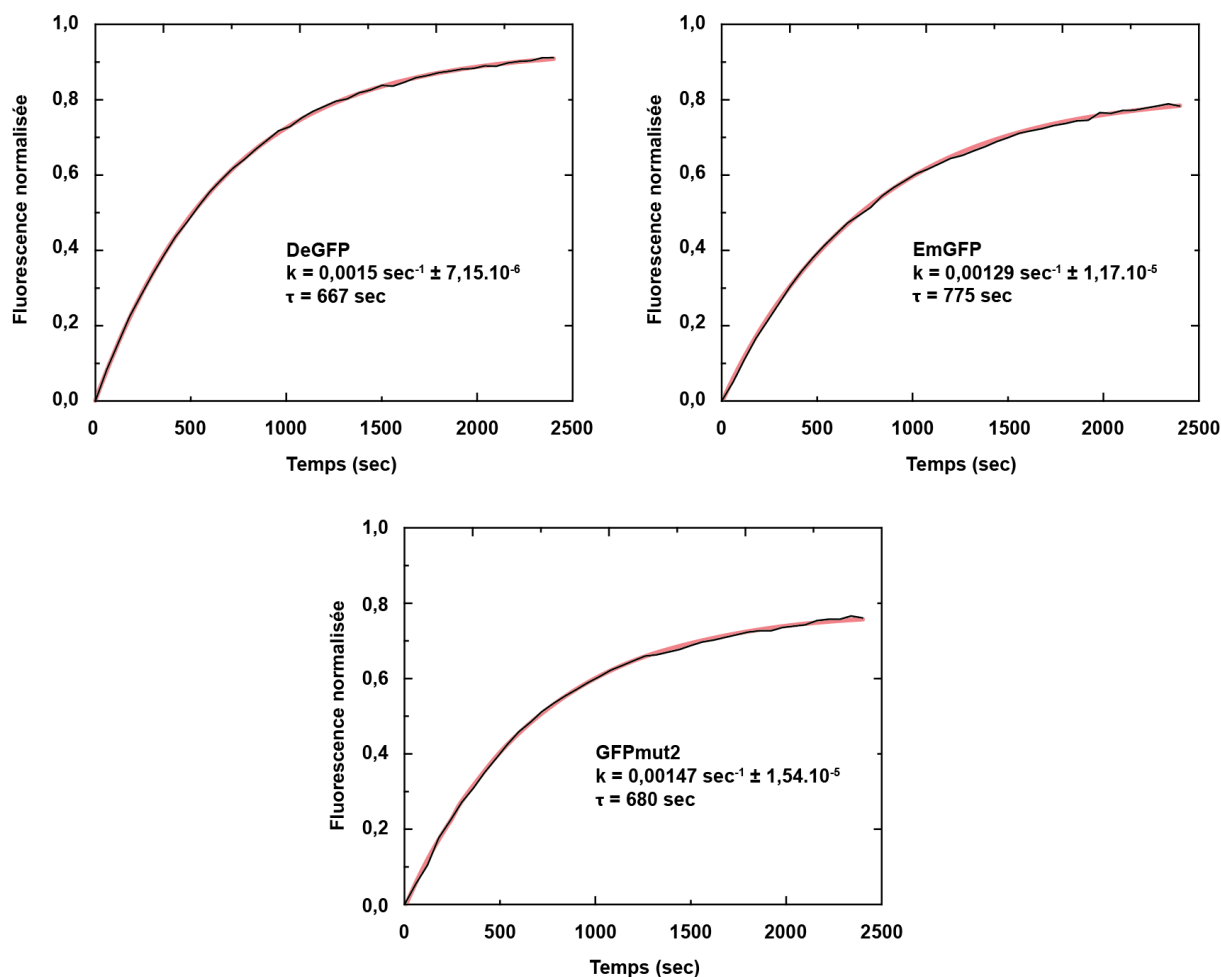 1,0
0,8
0,6
0,4
0,2
0,0
Fluorescence normalisée
DeGFP
k = 0,0015 sec⁻¹ ± 7,15.10⁻⁶
τ = 667 sec
0 500 1000 1500 2000 2500
Temps (sec)
1,0
0,8
0,6
0,4
0,2
0,0
Fluorescence normalisée
EmGFP
k = 0,00129 sec⁻¹ ± 1,17.10⁻⁵
τ = 775 sec
0 500 1000 1500 2000 2500
Temps (sec)
1,0
0,8
0,6
0,4
0,2
0,0
Fluorescence normalisée
GFPmut2
k = 0,00147 sec⁻¹ ± 1,54.10⁻⁵
τ = 680 sec
0 500 1000 1500 2000 2500
Temps (sec)